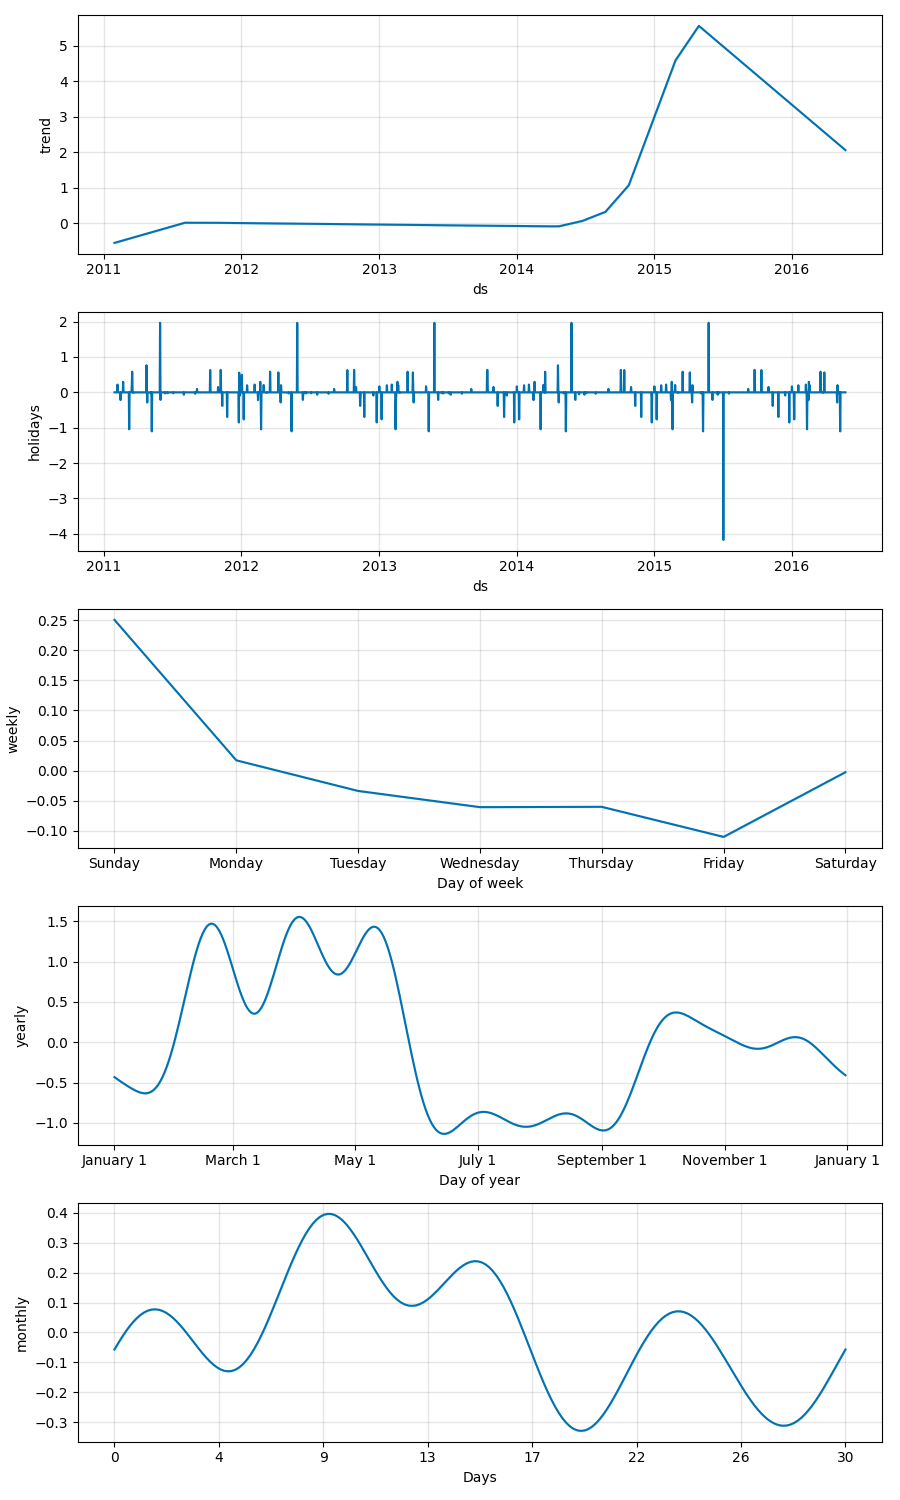 trend
5
4
3
2
1
0
2011 2012 2013 2014 2015 2016
ds
holidays
2
1
0
−1
−2
−3
−4
2011 2012 2013 2014 2015 2016
ds
weekly
0.25
0.20
0.15
0.10
0.05
0.00
−0.05
−0.10
Sunday Monday Tuesday Wednesday Thursday Friday Saturday
Day of week
yearly
1.5
1.0
0.5
0.0
−0.5
−1.0
January 1 March 1 May 1 July 1 September 1 November 1 January 1
Day of year
monthly
0.4
0.3
0.2
0.1
0.0
−0.1
−0.2
−0.3
0 4 9 13 17 22 26 30
Days